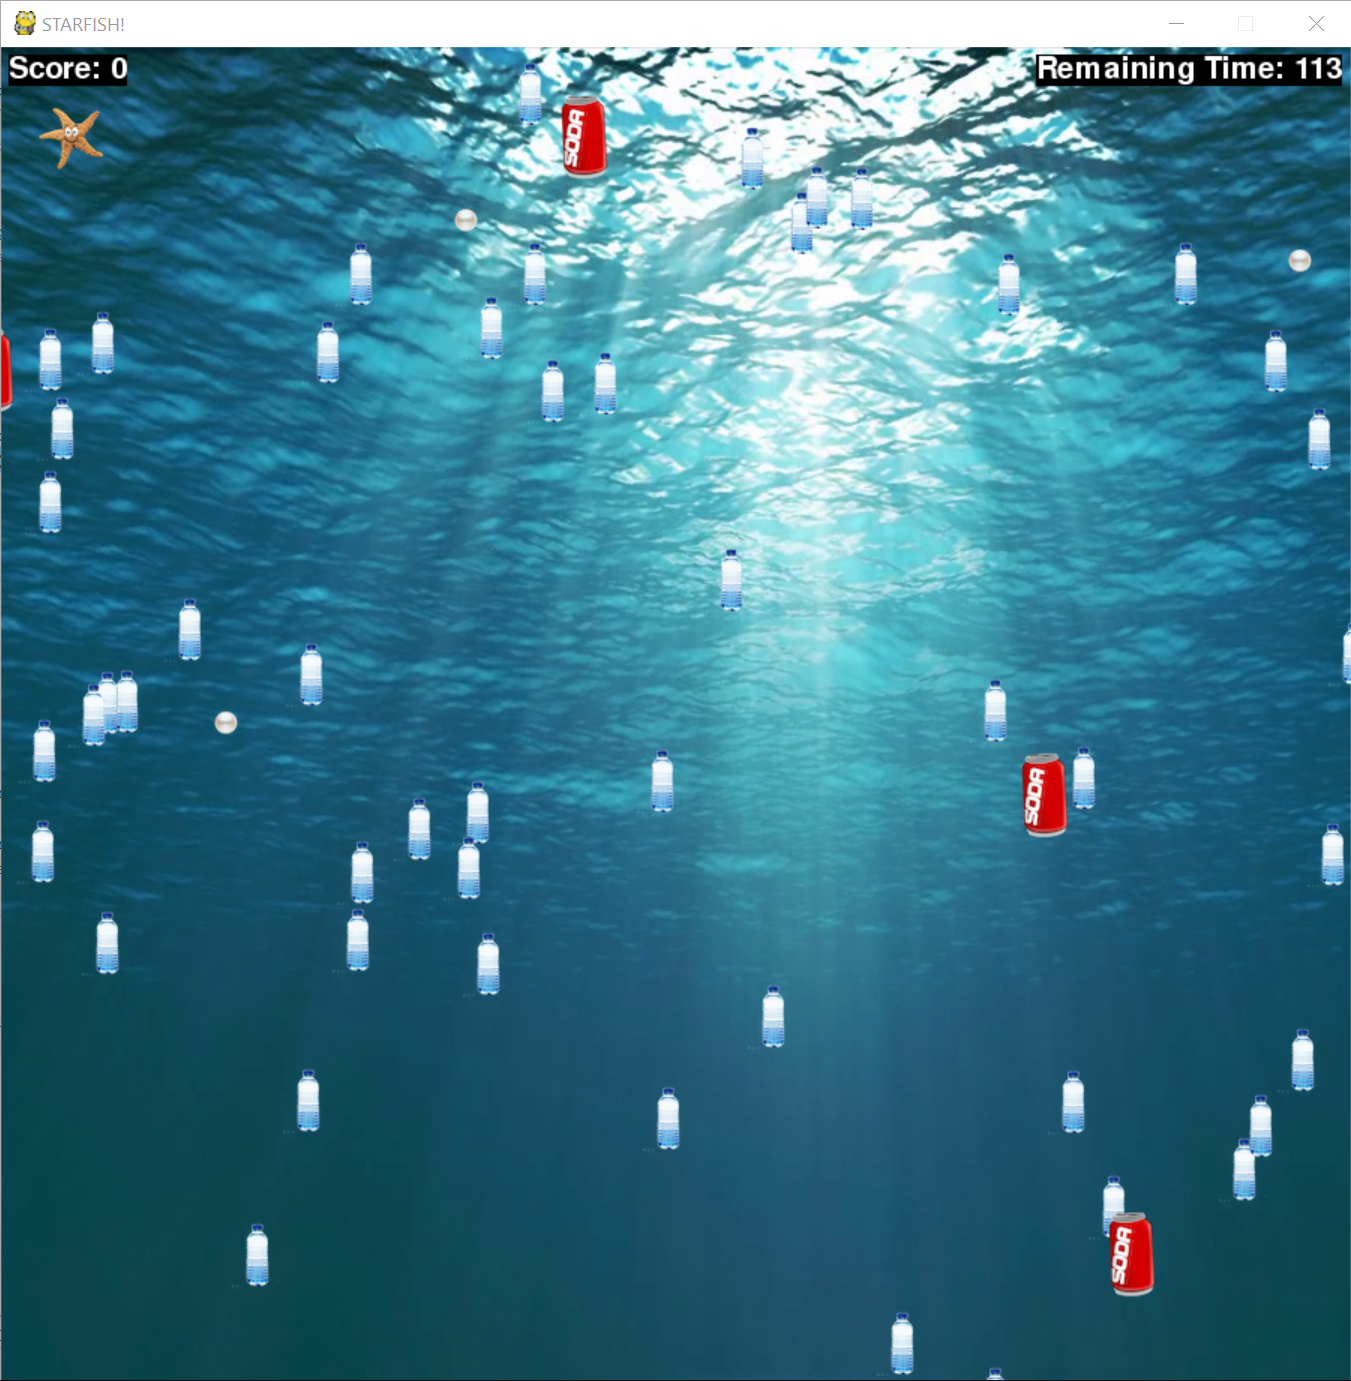 STARFISH!
Score: 0
Remaining Time: 113
SODA
SODA
SODA